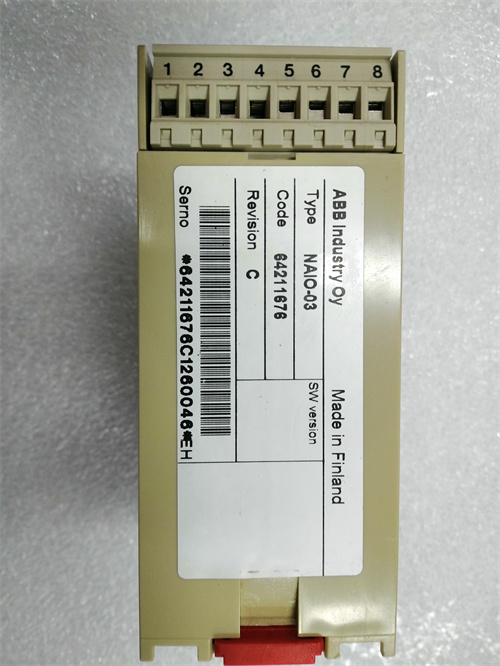 1 2 3 4 5 6 7 8
ABB Industry Oy Made in Finland
Type NAIO-03 SW version
Code 64211676
Revision C
Serno *64211676C1260046*EH